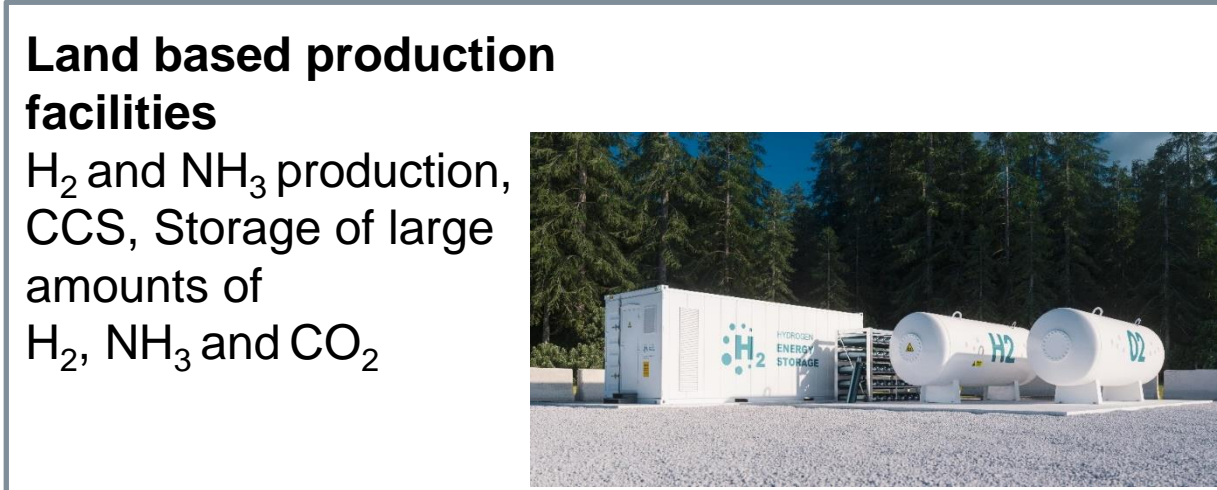 Land based production
facilities
H₂ and NH₃ production,
CCS, Storage of large
amounts of
H₂, NH₃ and CO₂
H₂
HYDROGEN
ENERGY
STORAGE
H2
O2